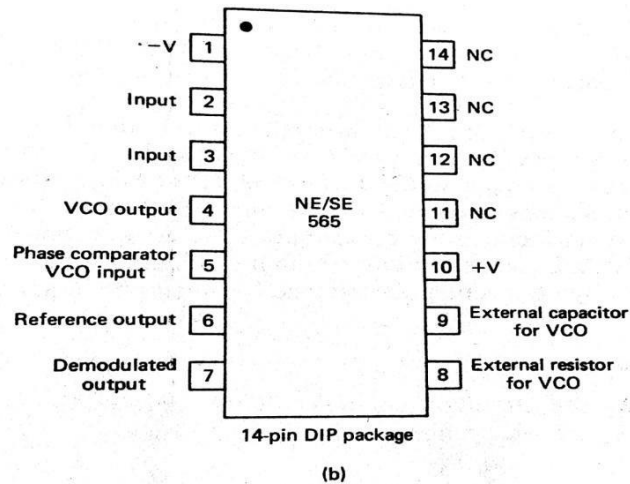 -V
1
Input
2
Input
3
VCO output
4
Phase comparator
VCO input
5
Reference output
6
Demodulated
output
7
NE/SE
565
14
NC
13
NC
12
NC
11
NC
10
+V
9
External capacitor
for VCO
8
External resistor
for VCO
14-pin DIP package
(b)